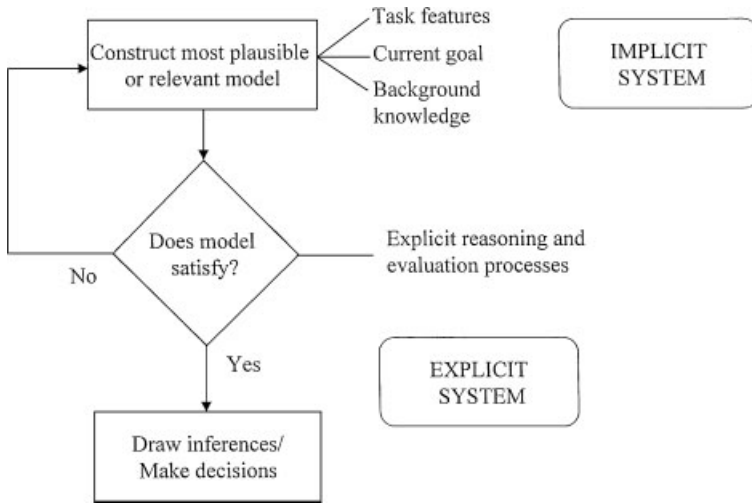 Construct most plausible
or relevant model
Task features
Current goal
Background
knowledge
IMPLICIT
SYSTEM
Does model
satisfy?
Explicit reasoning and
evaluation processes
No
Yes
EXPLICIT
SYSTEM
Draw inferences/
Make decisions